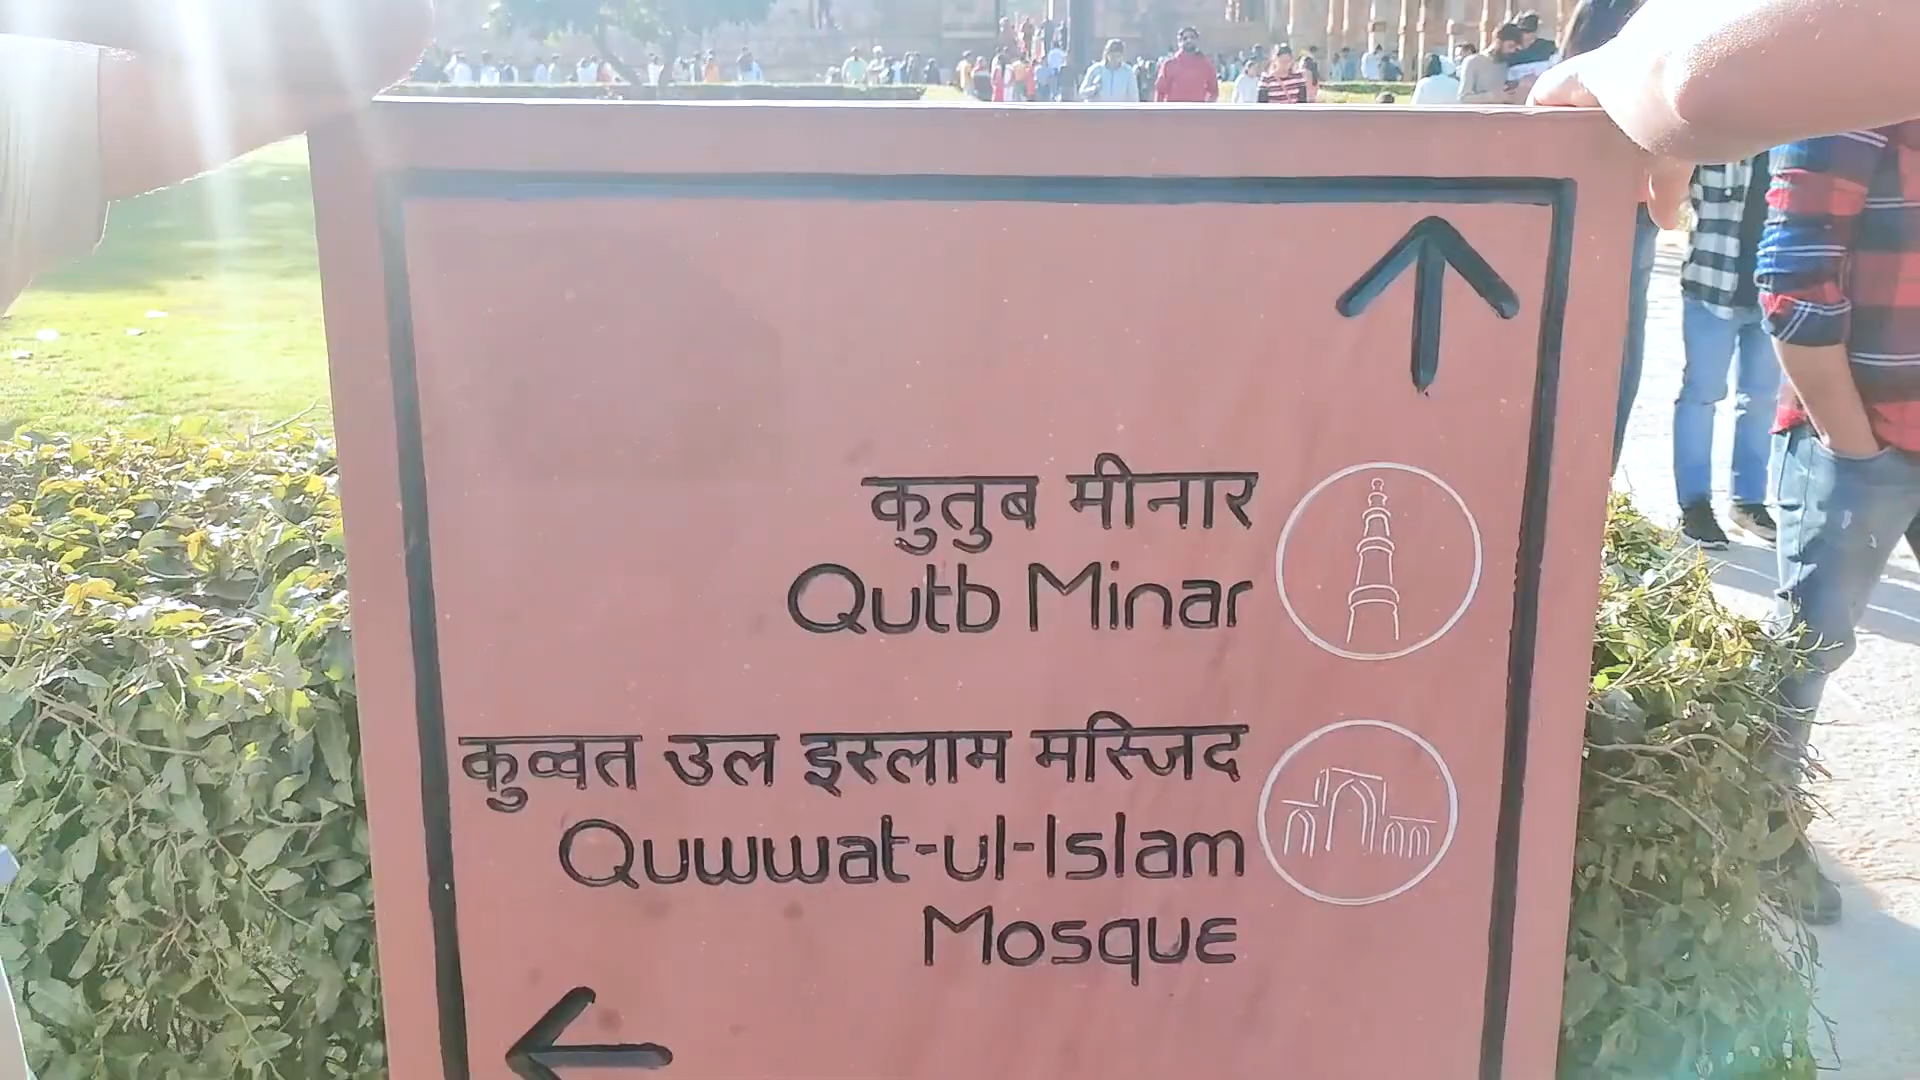 कुतुब मीनार
Qutb Minar
कुव्वत उल इस्लाम मस्जिद
Quwwat-ul-Islam
Mosque